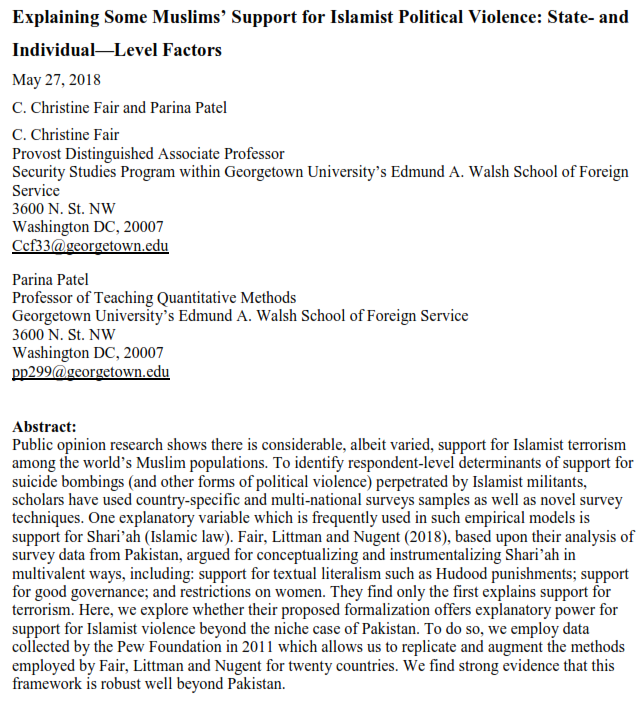 Explaining Some Muslims’ Support for Islamist Political Violence: State- and
Individual—Level Factors
May 27, 2018
C. Christine Fair and Parina Patel
C. Christine Fair
Provost Distinguished Associate Professor
Security Studies Program within Georgetown University’s Edmund A. Walsh School of Foreign
Service
3600 N. St. NW
Washington DC, 20007
Ccf33@georgetown.edu
Parina Patel
Professor of Teaching Quantitative Methods
Georgetown University’s Edmund A. Walsh School of Foreign Service
3600 N. St. NW
Washington DC, 20007
pp299@georgetown.edu
Abstract:
Public opinion research shows there is considerable, albeit varied, support for Islamist terrorism
among the world’s Muslim populations. To identify respondent-level determinants of support for
suicide bombings (and other forms of political violence) perpetrated by Islamist militants,
scholars have used country-specific and multi-national surveys samples as well as novel survey
techniques. One explanatory variable which is frequently used in such empirical models is
support for Shari’ah (Islamic law). Fair, Littman and Nugent (2018), based upon their analysis of
survey data from Pakistan, argued for conceptualizing and instrumentalizing Shari’ah in
multivalent ways, including: support for textual literalism such as Hudood punishments; support
for good governance; and restrictions on women. They find only the first explains support for
terrorism. Here, we explore whether their proposed formalization offers explanatory power for
support for Islamist violence beyond the niche case of Pakistan. To do so, we employ data
collected by the Pew Foundation in 2011 which allows us to replicate and augment the methods
employed by Fair, Littman and Nugent for twenty countries. We find strong evidence that this
framework is robust well beyond Pakistan.